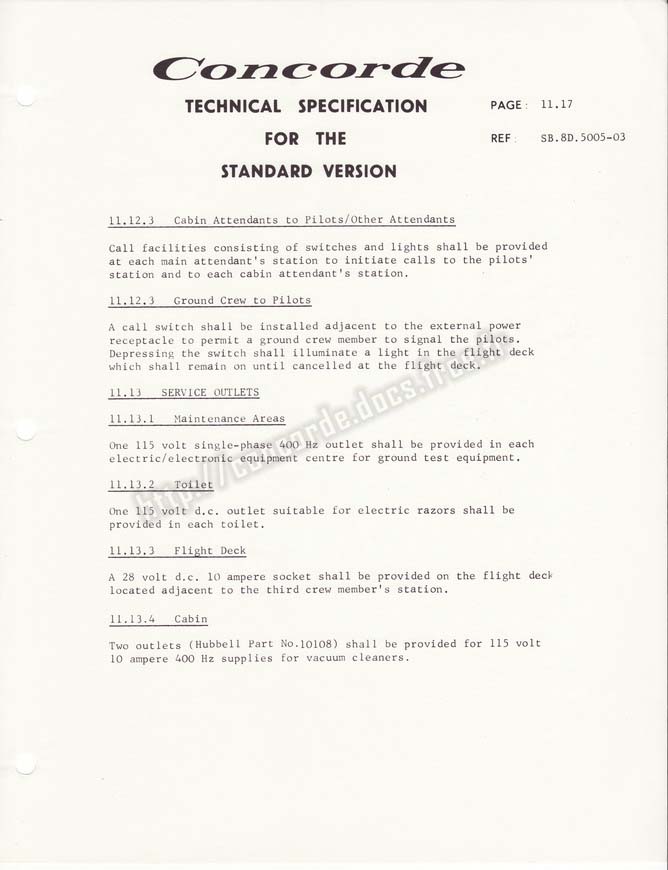 Concorde
TECHNICAL SPECIFICATION
PAGE: 11.17
FOR THE
REF: SB.8D.5005-03
STANDARD VERSION
11.12.3 Cabin Attendants to Pilots/Other Attendants
Call facilities consisting of switches and lights shall be provided
at each main attendant's station to initiate calls to the pilots'
station and to each cabin attendant's station.
11.12.3 Ground Crew to Pilots
A call switch shall be installed adjacent to the external power
receptacle to permit a ground crew member to signal the pilots.
Depressing the switch shall illuminate a light in the flight deck
which shall remain on until cancelled at the flight deck.
11.13 SERVICE OUTLETS
11.13.1 Maintenance Areas
One 115 volt single-phase 400 Hz outlet shall be provided in each
electric/electronic equipment centre for ground test equipment.
11.13.2 Toilet
One 115 volt d.c. outlet suitable for electric razors shall be
provided in each toilet.
11.13.3 Flight Deck
A 28 volt d.c. 10 ampere socket shall be provided on the flight deck
located adjacent to the third crew member's station.
11.13.4 Cabin
Two outlets (Hubbell Part No.10108) shall be provided for 115 volt
10 ampere 400 Hz supplies for vacuum cleaners.
http://concorde.docs.free.fr